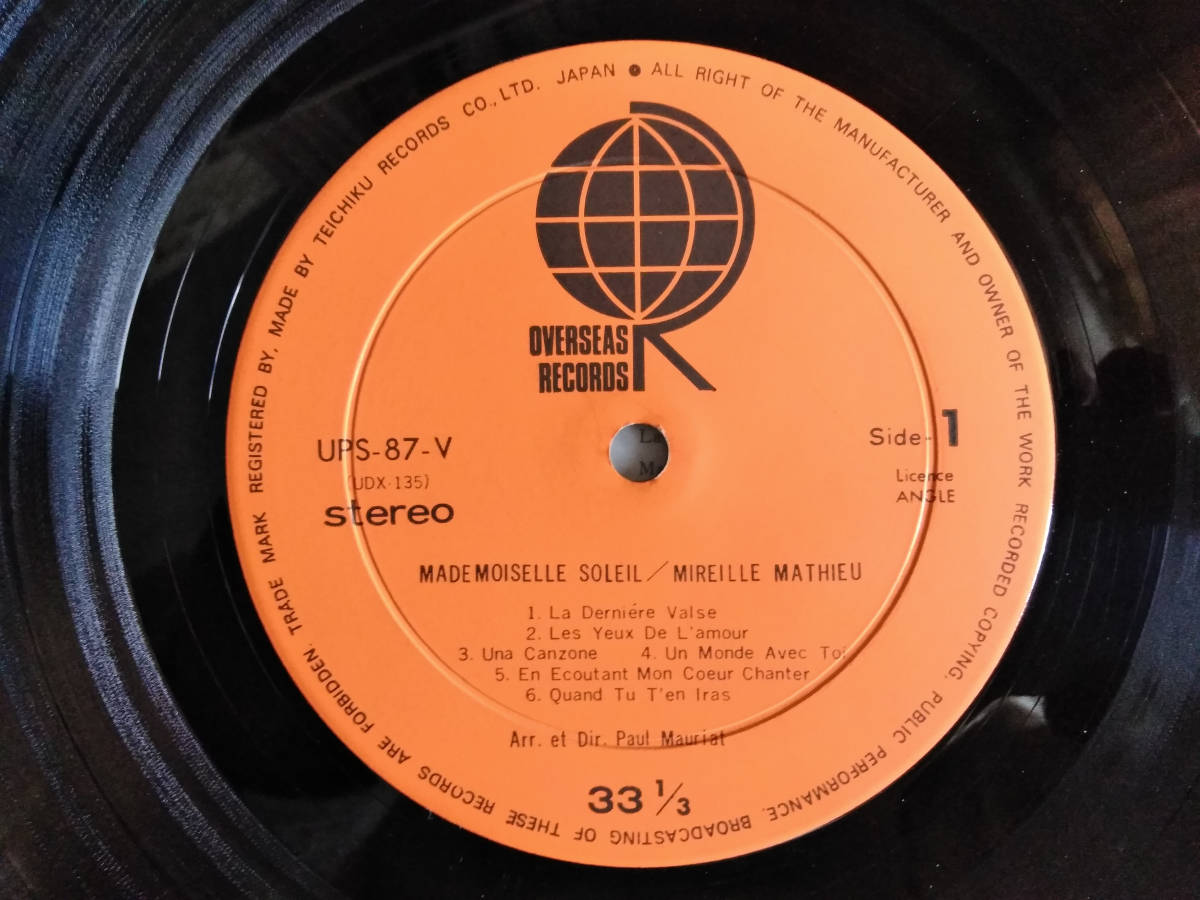 TRADE MARK REGISTERED BY, MADE BY TEICHIKU RECORDS CO., LTD. JAPAN ● ALL RIGHT OF THE MANUFACTURER AND OWNER OF THE WORK RECORDED COPYING. PUBLIC PERFORMANCE. BROADCASTING OF THESE RECORDS ARE FORBIDDEN.
OVERSEAS
RECORDS
R
UPS-87-V
(UDX-135)
stereo
Side-1
Licence
ANGLE
MADEMOISELLE SOLEIL/MIREILLE MATHIEU
1. La Derniére Valse
2. Les Yeux De L'amour
3. Una Canzone 4. Un Monde Avec Toi
5. En Ecoutant Mon Coeur Chanter
6. Quand Tu T'en Iras
Arr. et Dir. Paul Mauriat
33 1/3